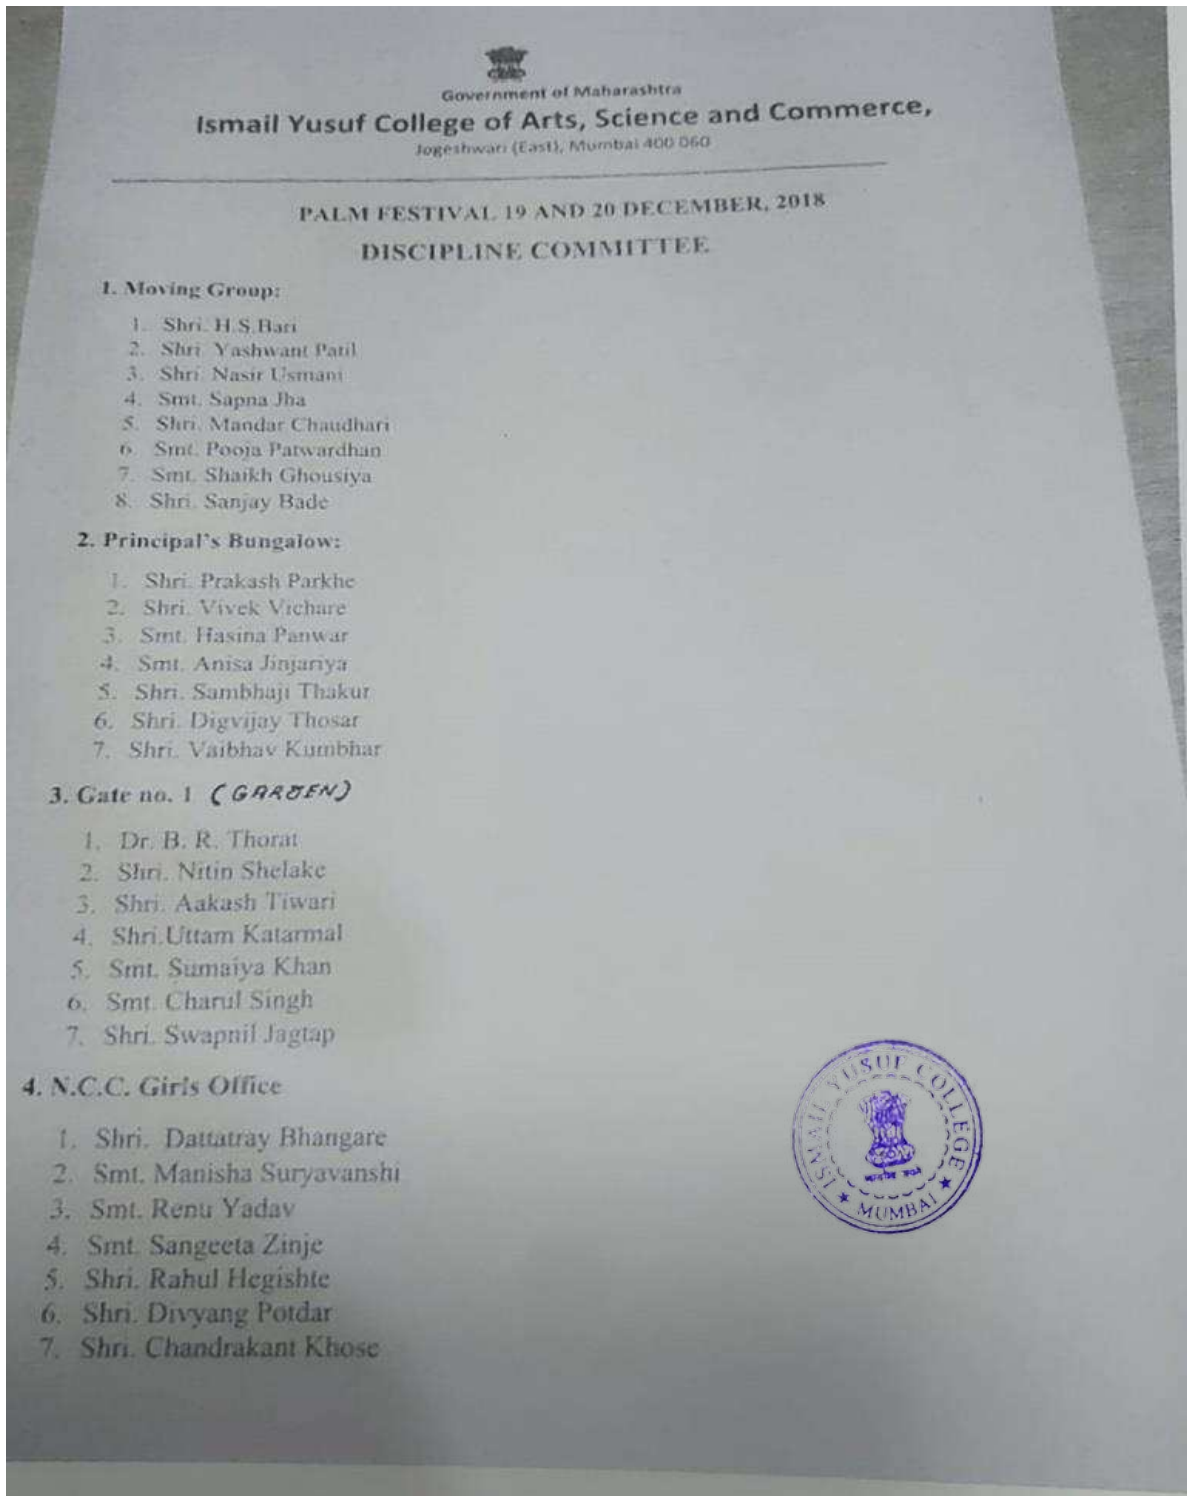 Government of Maharashtra
Ismail Yusuf College of Arts, Science and Commerce,
Jogeshwari (East), Mumbai 400 060
PALM FESTIVAL 19 AND 20 DECEMBER, 2018
DISCIPLINE COMMITTEE
1. Moving Group:
1. Shri. H.S.Bari
2. Shri. Yashwant Patil
3. Shri. Nasir Usmani
4. Smt. Sapna Jha
5. Shri. Mandar Chaudhari
6. Smt. Pooja Patwardhan
7. Smt. Shaikh Ghousiya
8. Shri. Sanjay Bade
2. Principal's Bungalow:
1. Shri. Prakash Parkhe
2. Shri. Vivek Vichare
3. Smt. Hasina Panwar
4. Smt. Anisa Jinjariya
5. Shri. Sambhaji Thakur
6. Shri. Digvijay Thosar
7. Shri. Vaibhav Kumbhar
3. Gate no. 1 (GARDEN)
1. Dr. B. R. Thorat
2. Shri. Nitin Shelake
3. Shri. Aakash Tiwari
4. Shri.Uttam Katarmal
5. Smt. Sumaiya Khan
6. Smt. Charul Singh
7. Shri. Swapnil Jagtap
4. N.C.C. Girls Office
1. Shri. Dattatray Bhangare
2. Smt. Manisha Suryavanshi
3. Smt. Renu Yadav
4. Smt. Sangeeta Zinje
5. Shri. Rahul Hegishte
6. Shri. Divyang Potdar
7. Shri. Chandrakant Khose
ISMAIL YUSUF COLLEGE
★ MUMBAI ★